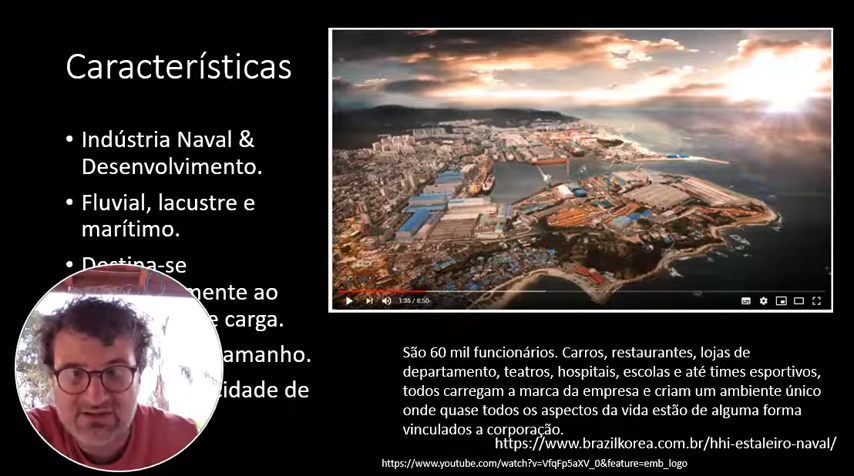 Características
• Indústria Naval &
Desenvolvimento.
• Fluvial, lacustre e
marítimo.
• Destina-se
mente ao
e carga.
amanho.
cidade de
1:35 / 8:50
São 60 mil funcionários. Carros, restaurantes, lojas de
departamento, teatros, hospitais, escolas e até times esportivos,
todos carregam a marca da empresa e criam um ambiente único
onde quase todos os aspectos da vida estão de alguma forma
vinculados a corporação.
https://www.brazilkorea.com.br/hhi-estaleiro-naval/
https://www.youtube.com/watch?v=VfqFp5aXV_0&feature=emb_logo